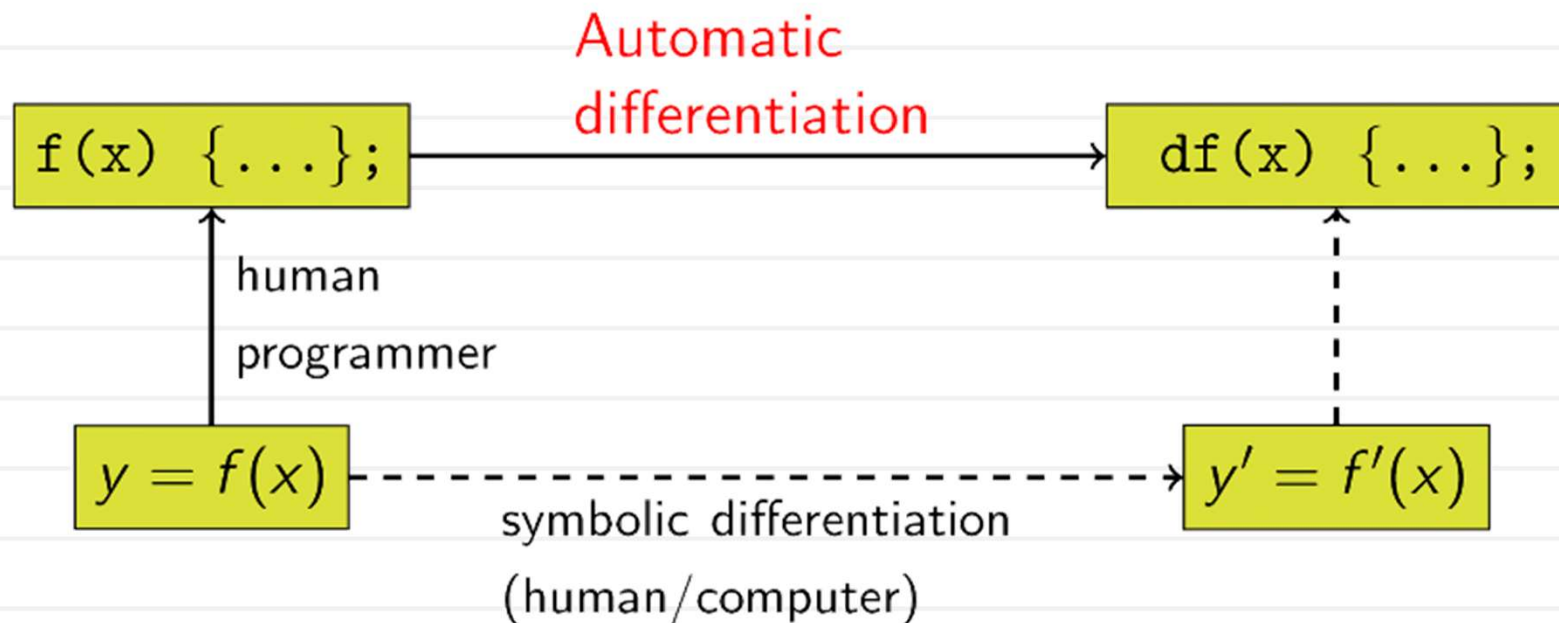 Automatic
differentiation
f(x) {...};
df(x) {...};
human
programmer
y = f(x)
y′ = f′(x)
symbolic differentiation
(human/computer)